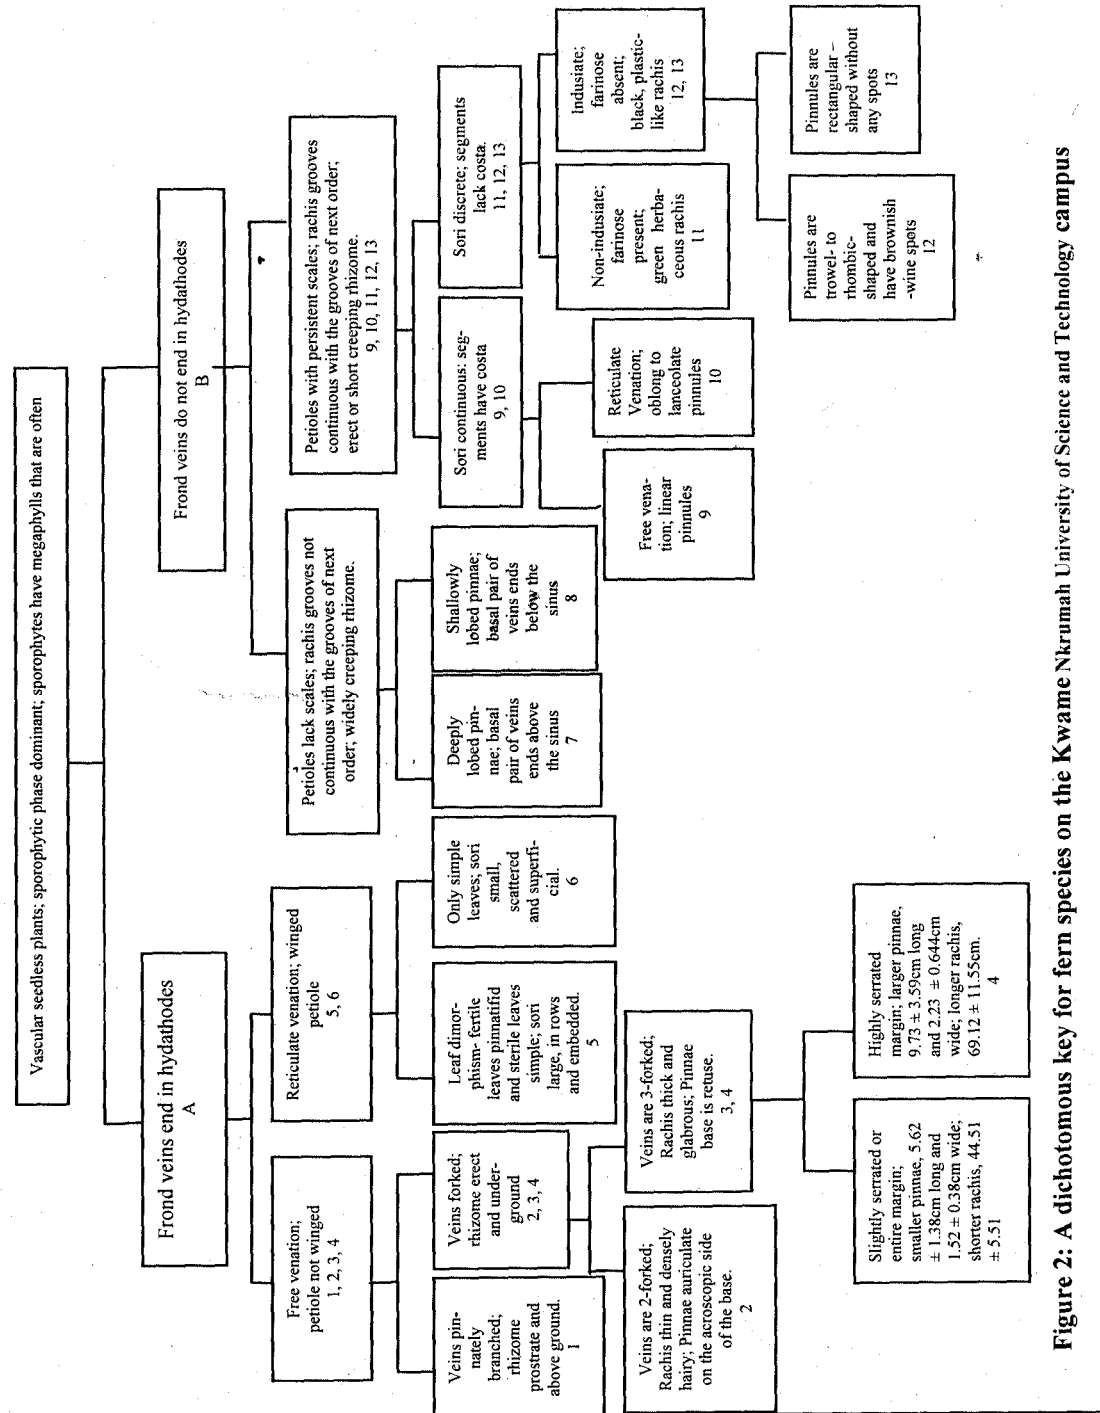 Vascular seedless plants; sporophytic phase dominant; sporophytes have megaphylls that are often
Frond veins end in hydathodes
A
Frond veins do not end in hydathodes
B
Free venation;
petiole not winged
1, 2, 3, 4
Reticulate venation; winged
petiole
5, 6
Petioles lack scales; rachis grooves not
continuous with the grooves of next
order; widely creeping rhizome.
Petioles with persistent scales; rachis grooves
continuous with the grooves of next order;
erect or short creeping rhizome.
9, 10, 11, 12, 13
Veins pin-
nately
branched;
rhizome
prostrate and
above ground.
1
Veins forked;
rhizome erect
and under-
ground
2, 3, 4
Leaf dimor-
phism- fertile
leaves pinnatifid
and sterile leaves
simple; sori
large, in rows
and embedded.
5
Only simple
leaves; sori
small,
scattered
and superfi-
cial.
6
Deeply
lobed pin-
nae; basal
pair of veins
ends above
the sinus
7
Shallowly
lobed pinnae;
basal pair of
veins ends
below the
sinus
8
Sori continuous: seg-
ments have costa
9, 10
Sori discrete; segments
lack costa.
11, 12, 13
Veins are 2-forked;
Rachis thin and densely
hairy; Pinnae auriculate
on the acroscopic side
of the base.
2
Veins are 3-forked;
Rachis thick and
glabrous; Pinnae
base is retuse.
3, 4
Free vena-
tion; linear
pinnules
9
Reticulate
Venation;
oblong to
lanceolate
pinnules
10
Non-indusiate;
farinose
present;
green herba-
ceous rachis
11
Indusiate;
farinose
absent;
black, plastic-
like rachis
12, 13
Slightly serrated or
entire margin;
smaller pinnae, 5.62
± 1.38cm long and
1.52 ± 0.38cm wide;
shorter rachis, 44.51
± 5.51
Highly serrated
margin; larger pinnae,
9.73 ± 3.59cm long
and 2.23 ± 0.644cm
wide; longer rachis,
69.12 ± 11.55cm.
4
Pinnules are
trowel- to
rhombic-
shaped and
have brownish
-wine spots
12
Pinnules are
rectangular –
shaped without
any spots
13
Figure 2: A dichotomous key for fern species on the Kwame Nkrumah University of Science and Technology campus